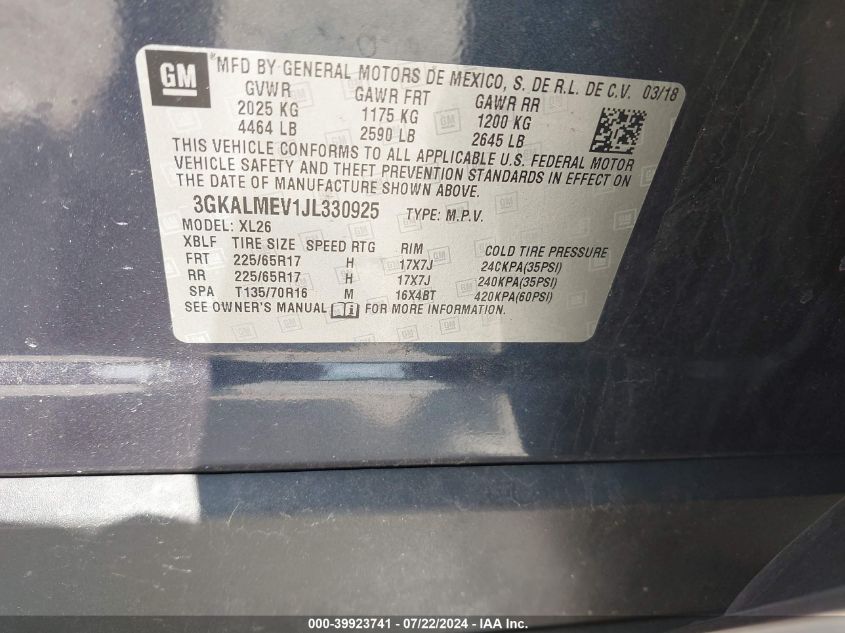 GM
MFD BY GENERAL MOTORS DE MEXICO, S. DE R.L. DE C.V. 03/18
GVWR GAWR FRT GAWR RR
2025 KG 1175 KG 1200 KG
4464 LB 2590 LB 2645 LB
THIS VEHICLE CONFORMS TO ALL APPLICABLE U.S. FEDERAL MOTOR
VEHICLE SAFETY AND THEFT PREVENTION STANDARDS IN EFFECT ON
THE DATE OF MANUFACTURE SHOWN ABOVE.
3GKALMEV1JL330925 TYPE: M.P.V.
MODEL: XL26
XBLF TIRE SIZE SPEED RTG RIM COLD TIRE PRESSURE
FRT 225/65R17 H 17X7J 240KPA(35PSI)
RR 225/65R17 H 17X7J 240KPA(35PSI)
SPA T135/70R16 M 16X4BT 420KPA(60PSI)
SEE OWNER'S MANUAL FOR MORE INFORMATION.
000-39923741 - 07/22/2024 - IAA Inc.